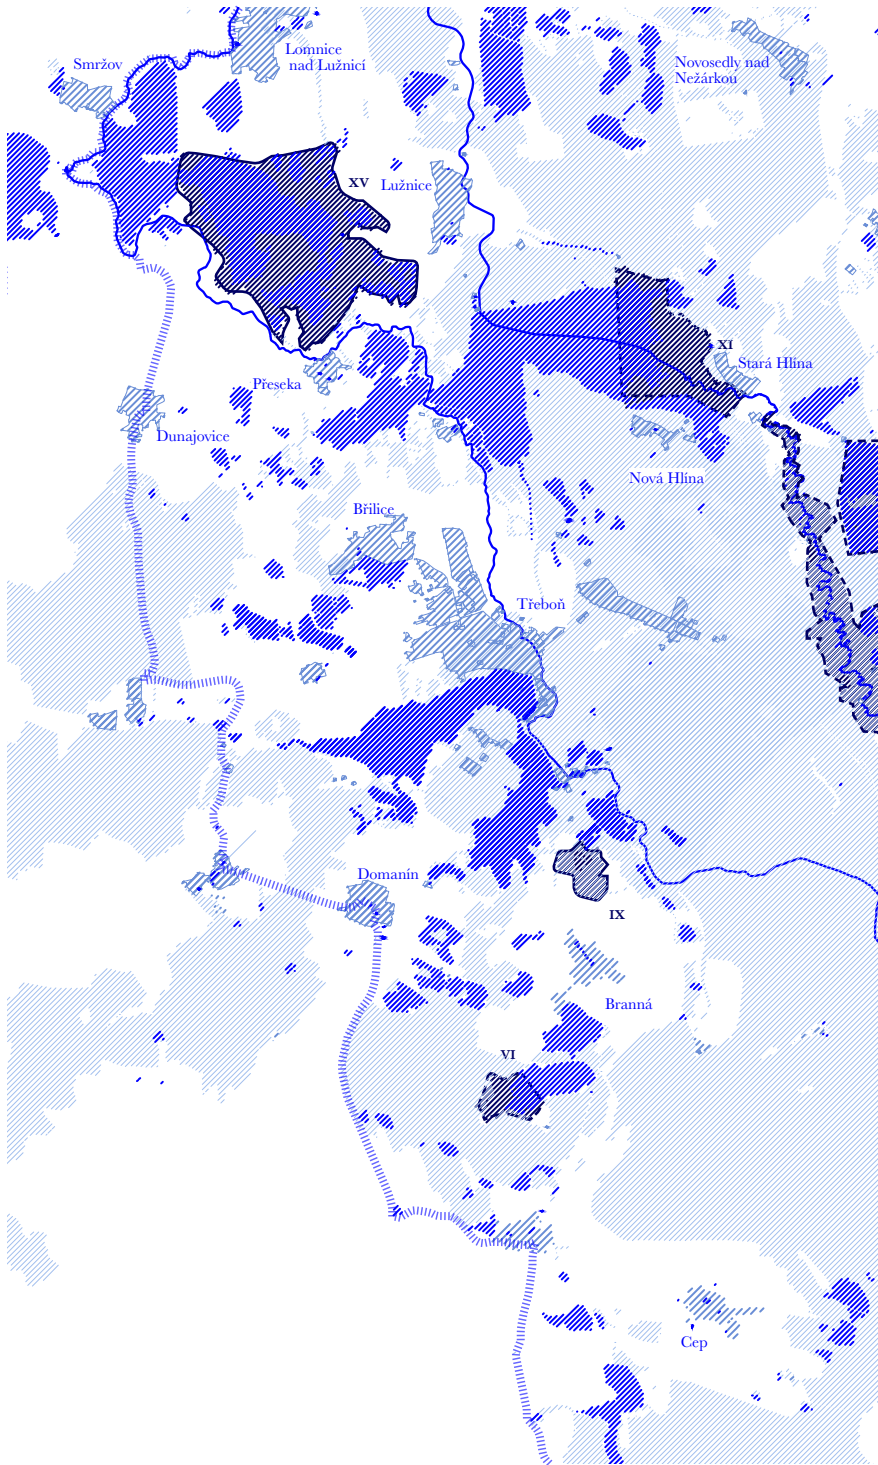 Lomnice
nad Lužnicí
Smržov
Novosedly nad
Nežárkou
XV
Lužnice
XI
Stará Hlína
Přeseka
Dunajovice
Nová Hlína
Břilice
Třeboň
Domanín
IX
Branná
VI
Cep